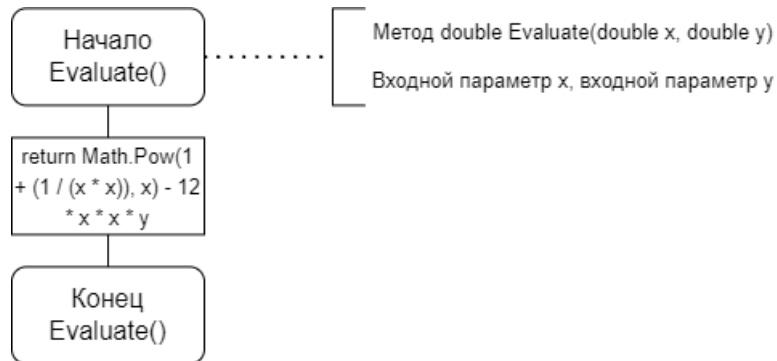 Начало
Evaluate()
Метод double Evaluate(double x, double y)
Входной параметр x, входной параметр y
return Math.Pow(1
+ (1 / (x * x)), x) - 12
* x * x * y
Конец
Evaluate()